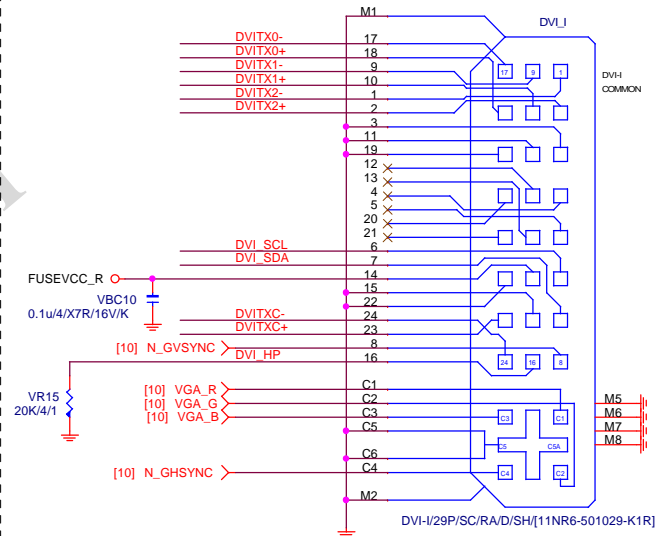 M1
DVI_I
DVITX0- 17
DVITX0+ 18
DVITX1- 9
DVITX1+ 10
DVITX2- 1
DVITX2+ 2
17 9 1
DVI-I
COMMON
3
11
19
12
13
4
5
20
21
DVI_SCL 6
DVI_SDA 7
FUSEVCC_R 14
15
VBC10
0.1u/4/X7R/16V/K
22
DVITXC- 24
DVITXC+ 23
[10] N_GVSYNC 8
DVI_HP 16
24 16 8
VR15
20K/4/1
[10] VGA_R C1
[10] VGA_G C2
[10] VGA_B C3
C3 C1
M5
M6
M7
M8
C5
C5 C5A
C6
[10] N_GHSYNC C4
C4 C2
M2
DVI-I/29P/SC/RA/D/SH/[11NR6-501029-K1R]